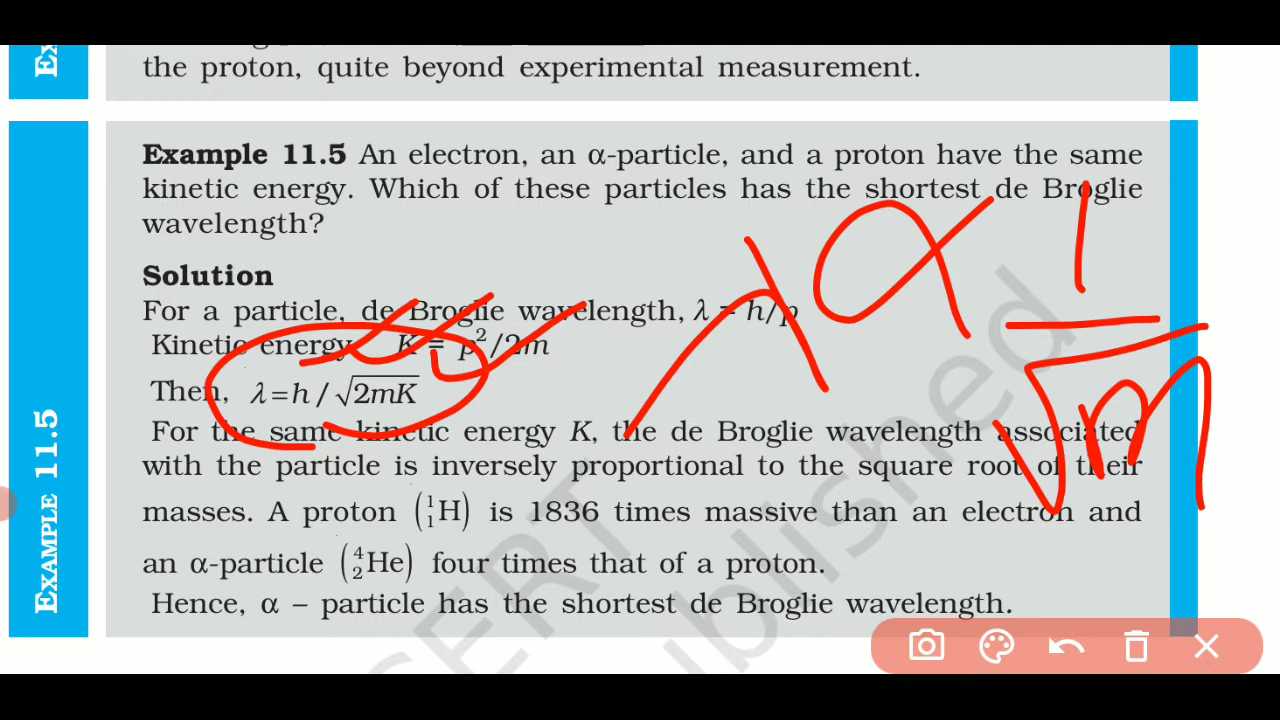 Ex
the proton, quite beyond experimental measurement.
EXAMPLE 11.5
Example 11.5 An electron, an α-particle, and a proton have the same
kinetic energy. Which of these particles has the shortest de Broglie
wavelength?
Solution
For a particle, de Broglie wavelength, λ = h/p
Kinetic energy, K = p²/2m
Then, λ = h / √2mK
For the same kinetic energy K, the de Broglie wavelength associated
with the particle is inversely proportional to the square root of their
masses. A proton (¹₁H) is 1836 times massive than an electron and
an α-particle (⁴₂He) four times that of a proton.
Hence, α – particle has the shortest de Broglie wavelength.
λ α 1/√m